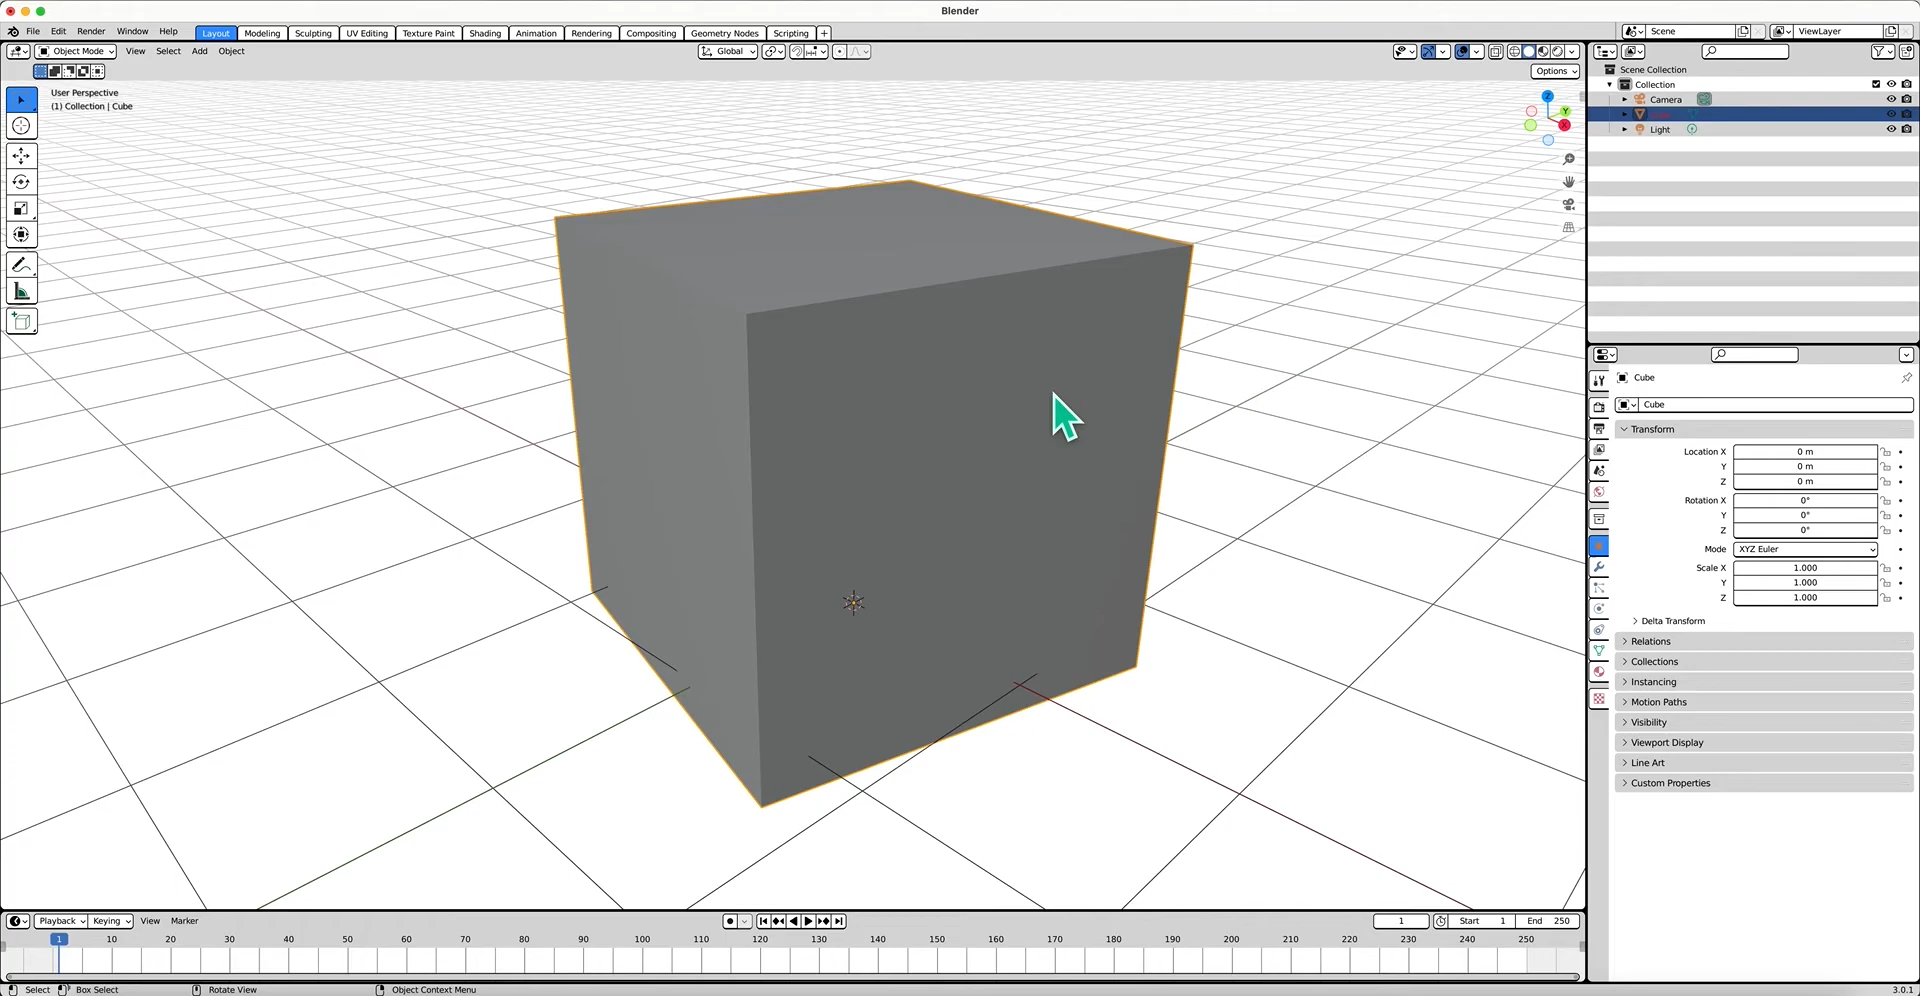 Blender
File Edit Render Window Help Layout Modeling Sculpting UV Editing Texture Paint Shading Animation Rendering Compositing Geometry Nodes Scripting + Scene ViewLayer
Object Mode View Select Add Object Global
Options
User Perspective
(1) Collection | Cube
Z
Y
X
Scene Collection
Collection
Camera
Light
Cube
Cube
Transform
Location X 0 m
Y 0 m
Z 0 m
Rotation X 0°
Y 0°
Z 0°
Mode XYZ Euler
Scale X 1.000
Y 1.000
Z 1.000
Delta Transform
Relations
Collections
Instancing
Motion Paths
Visibility
Viewport Display
Line Art
Custom Properties
Playback Keying View Marker 1 Start 1 End 250
1 10 20 30 40 50 60 70 80 90 100 110 120 130 140 150 160 170 180 190 200 210 220 230 240 250
Select Box Select Rotate View Object Context Menu 3.0.1